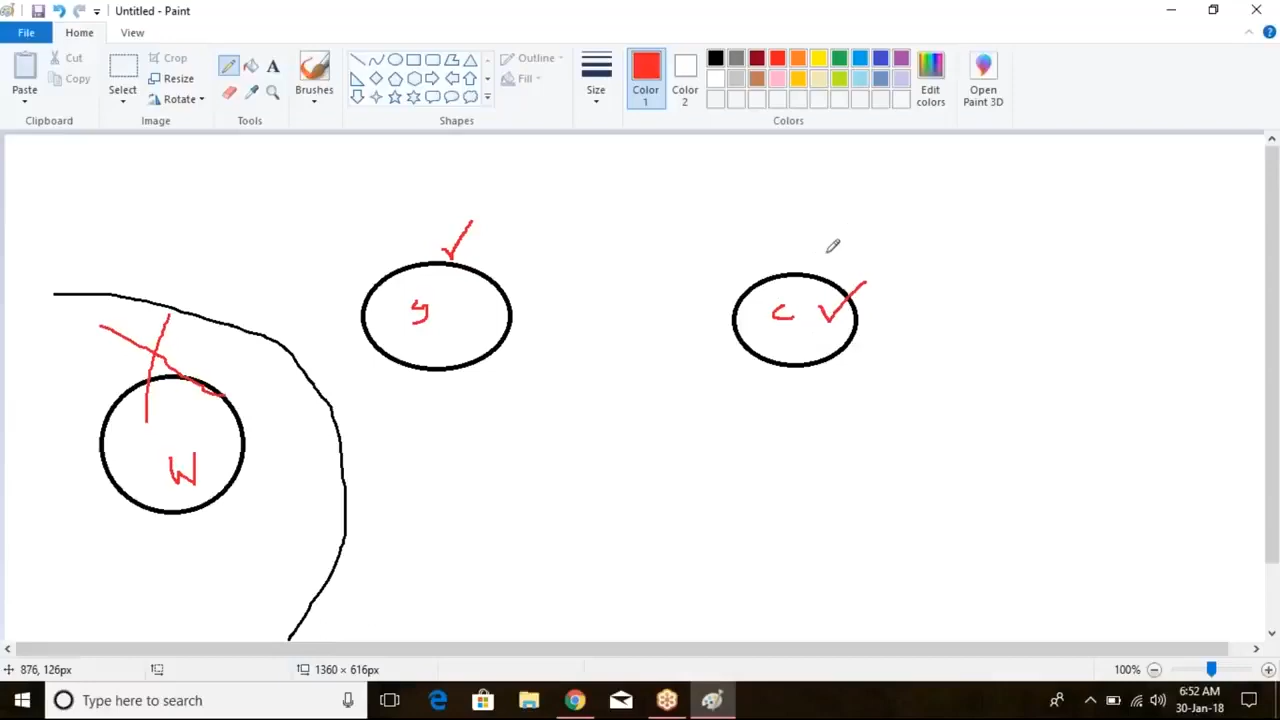 Untitled - Paint
File Home View
Paste
Cut
Copy
Clipboard
Select
Crop
Resize
Rotate
Image
A
Tools
Brushes
Outline
Fill
Shapes
Size
Color 1
Color 2
Edit colors
Colors
Open Paint 3D
y
c
W
876, 126px
1360 × 616px
100%
Type here to search
6:52 AM
30-Jan-18